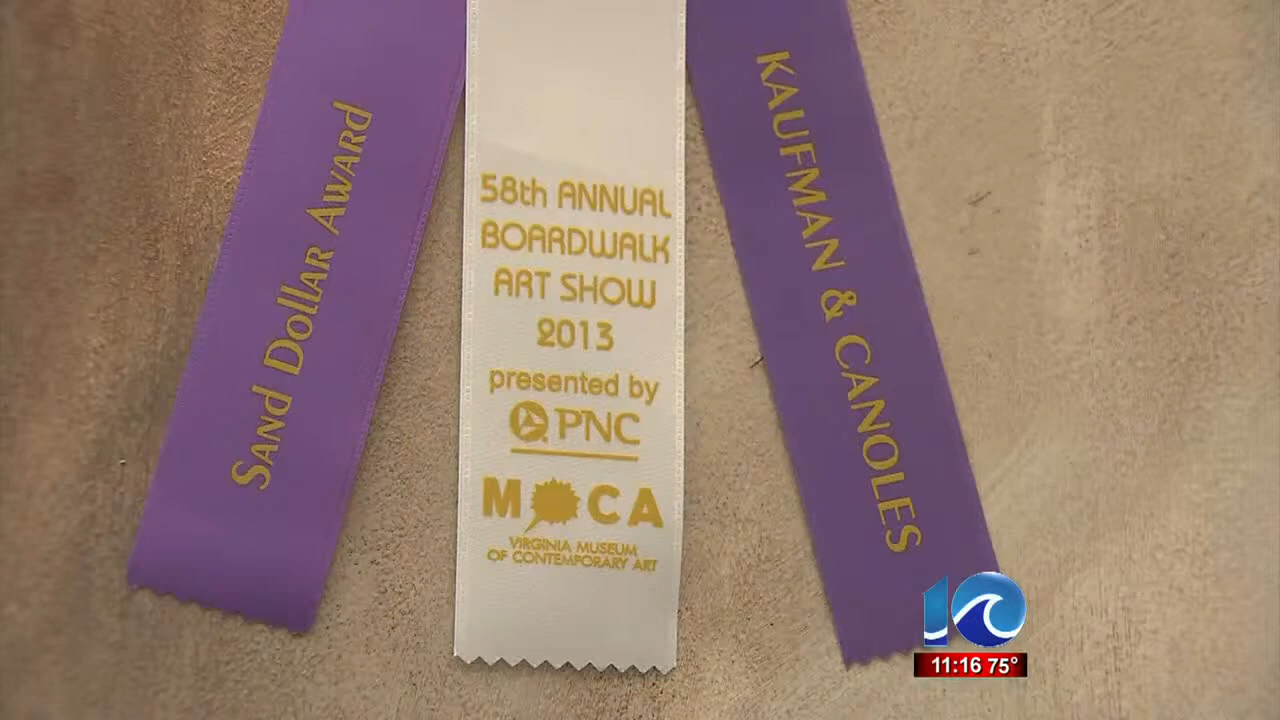 Sand Dollar Award
58th ANNUAL
BOARDWALK
ART SHOW
2013
presented by
PNC
MOCA
VIRGINIA MUSEUM
OF CONTEMPORARY ART
KAUFMAN & CANOLES
10
11:16 75°